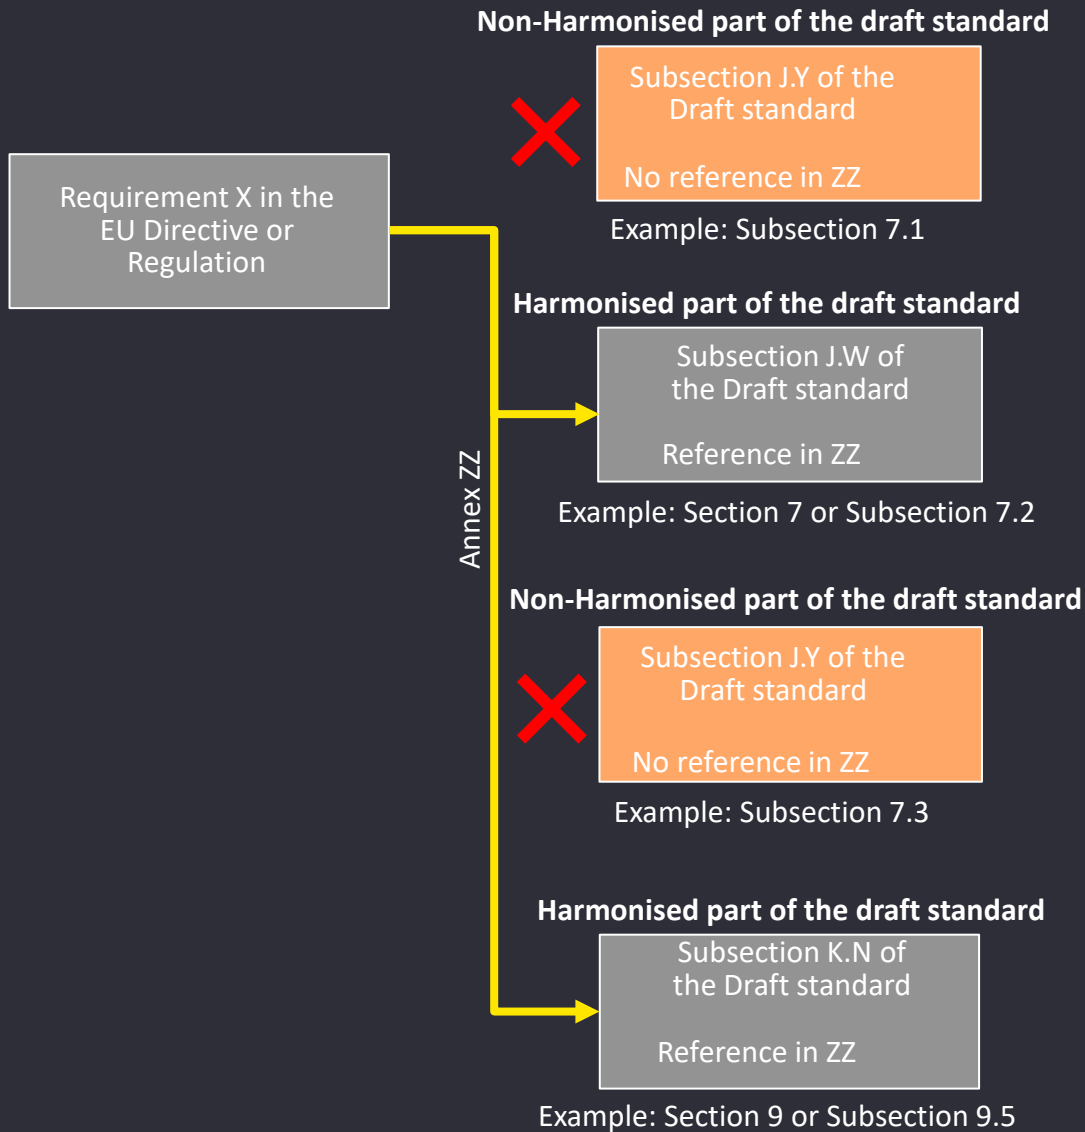 Non-Harmonised part of the draft standard
Subsection J.Y of the
Draft standard
No reference in ZZ
Example: Subsection 7.1
Requirement X in the
EU Directive or
Regulation
Harmonised part of the draft standard
Subsection J.W of
the Draft standard
Reference in ZZ
Example: Section 7 or Subsection 7.2
Annex ZZ
Non-Harmonised part of the draft standard
Subsection J.Y of the
Draft standard
No reference in ZZ
Example: Subsection 7.3
Harmonised part of the draft standard
Subsection K.N of
the Draft standard
Reference in ZZ
Example: Section 9 or Subsection 9.5